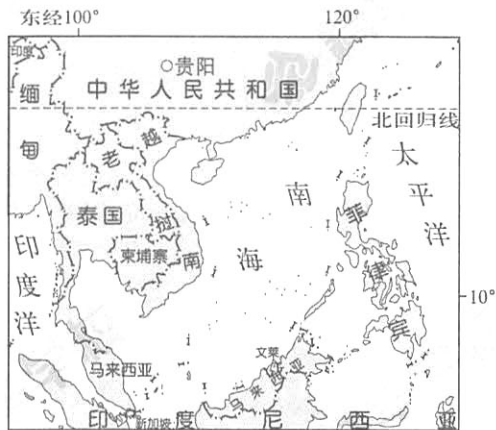 东经100°
120°
印度
贵阳
中华人民共和国
缅甸
北回归线
老挝
越南
太平洋
泰国
南海
菲律宾
柬埔寨
印度洋
10°
文莱
马来西亚
马来西亚
新加坡
印度尼西亚